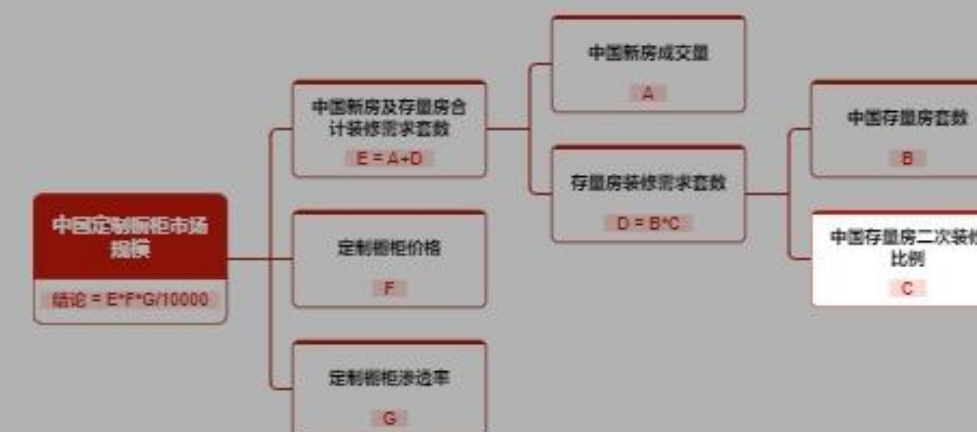 中国定制橱柜市场
规模
结论 = E*F*G/10000
中国新房及存量房合
计装修需求套数
E = A+D
定制橱柜价格
F
定制橱柜渗透率
G
中国新房成交量
A
存量房装修需求套数
D = B*C
中国存量房套数
B
中国存量房二次装修
比例
C